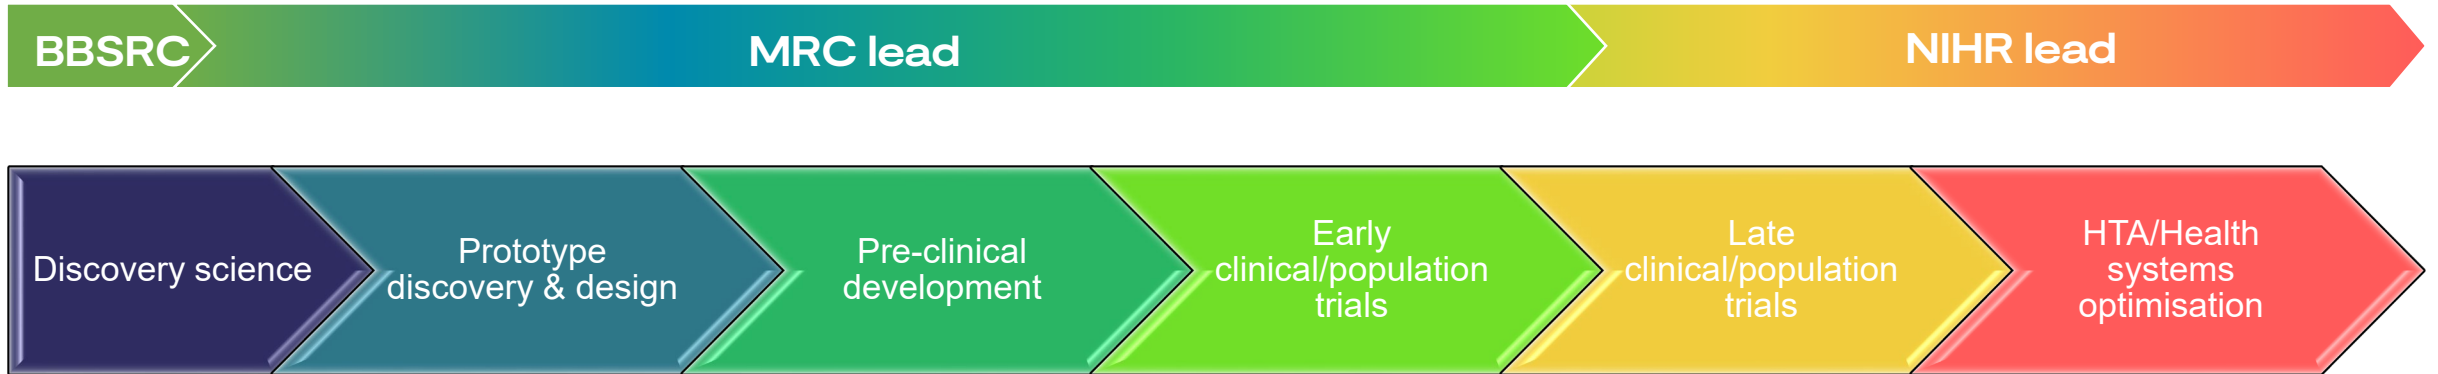 BBSRC
MRC lead
NIHR lead
Discovery science
Prototype
discovery & design
Pre-clinical
development
Early
clinical/population
trials
Late
clinical/population
trials
HTA/Health
systems
optimisation